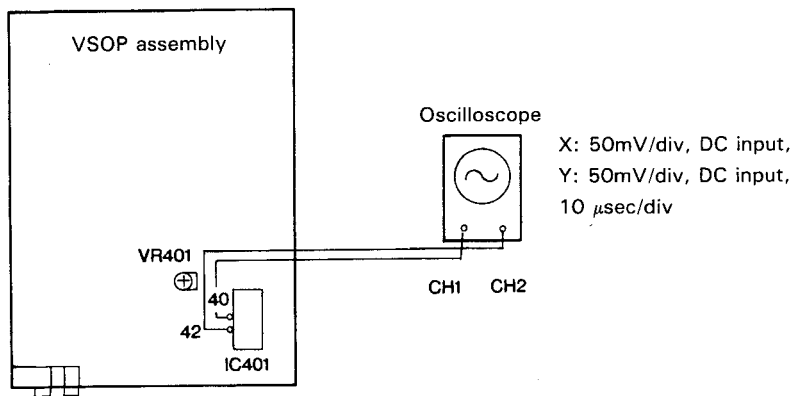 VSOP assembly
Oscilloscope
X: 50mV/div, DC input,
Y: 50mV/div, DC input,
10 μsec/div
VR401
CH1 CH2
40
42
IC401